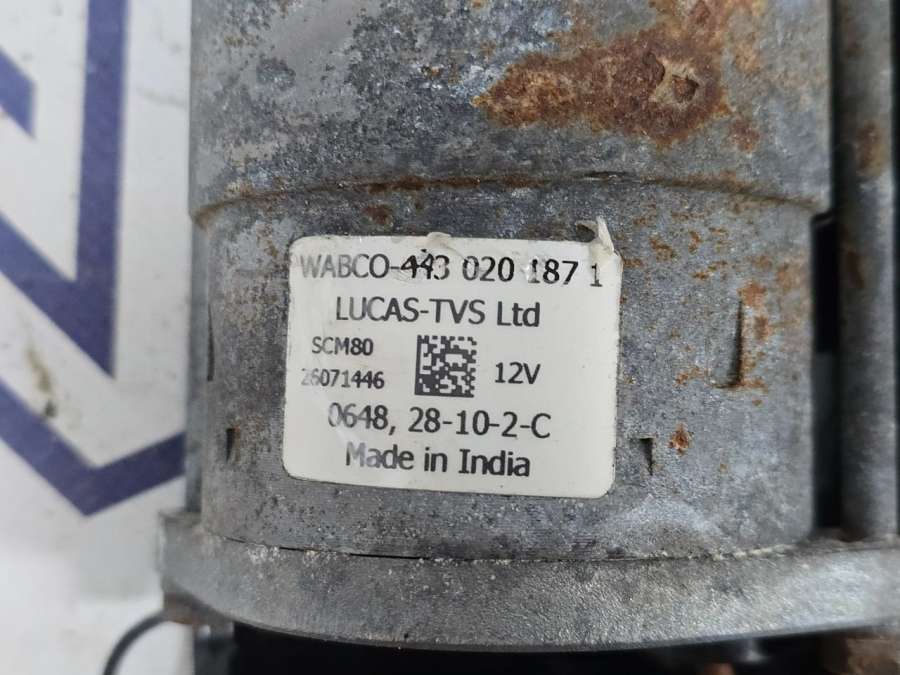 WABCO-443 020 187 1
LUCAS-TVS Ltd
SCM80
26071446
12V
0648, 28-10-2-C
Made in India